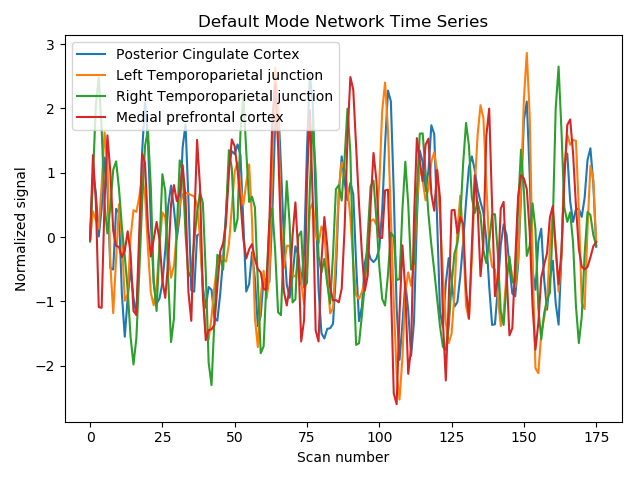 Default Mode Network Time Series
Posterior Cingulate Cortex
Left Temporoparietal junction
Right Temporoparietal junction
Medial prefrontal cortex
Normalized signal
3
2
1
0
−1
−2
0 25 50 75 100 125 150 175
Scan number